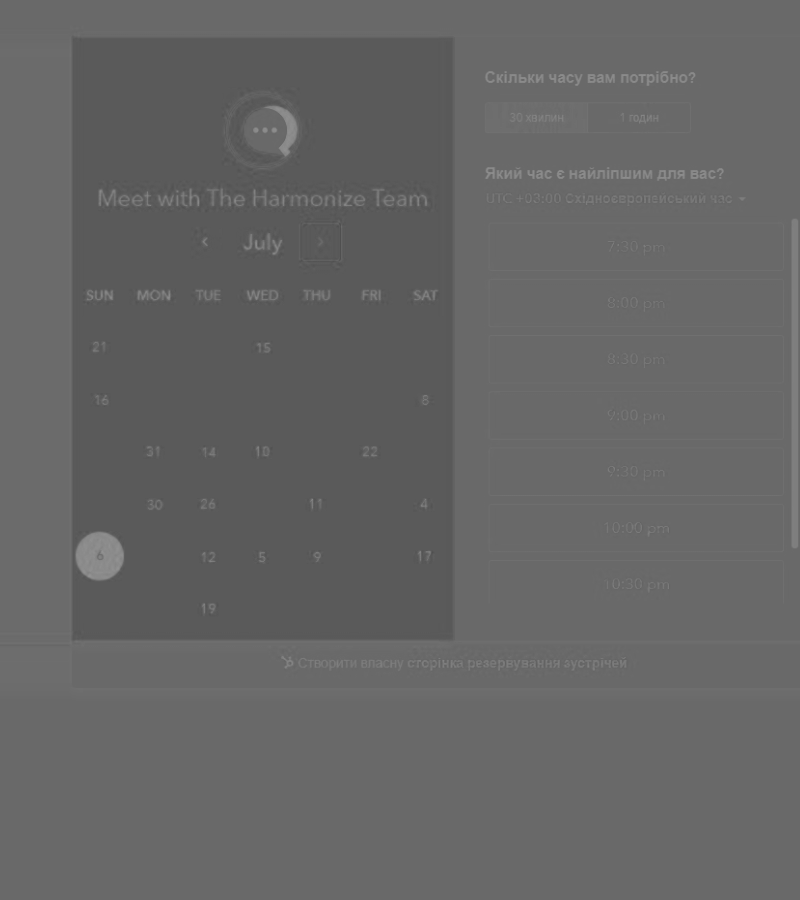 Meet with The Harmonize Team
July
SUN MON TUE WED THU FRI SAT
21 15
16 8
31 14 10 22
30 26 11 4
6 12 5 9 17
19
Скільки часу вам потрібно?
30 хвилин 1 годин
Який час є найліпшим для вас?
UTC +03:00 Східноєвропейський час
7:30 pm
8:00 pm
8:30 pm
9:00 pm
9:30 pm
10:00 pm
10:30 pm
Створити власну сторінка резервування зустрічей